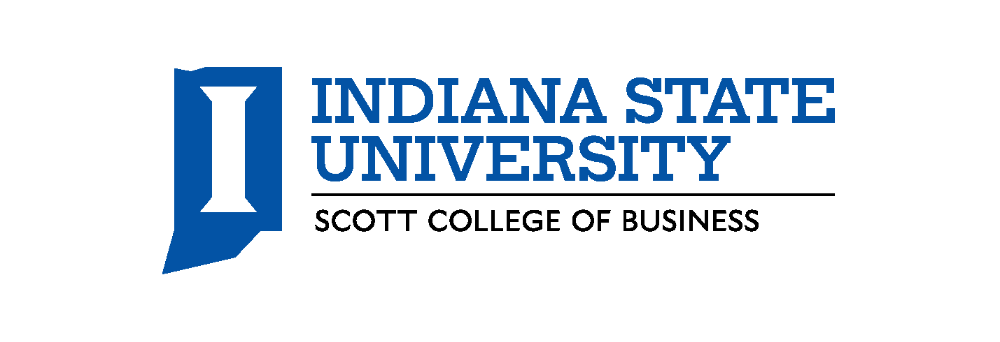 I
INDIANA STATE
UNIVERSITY
SCOTT COLLEGE OF BUSINESS